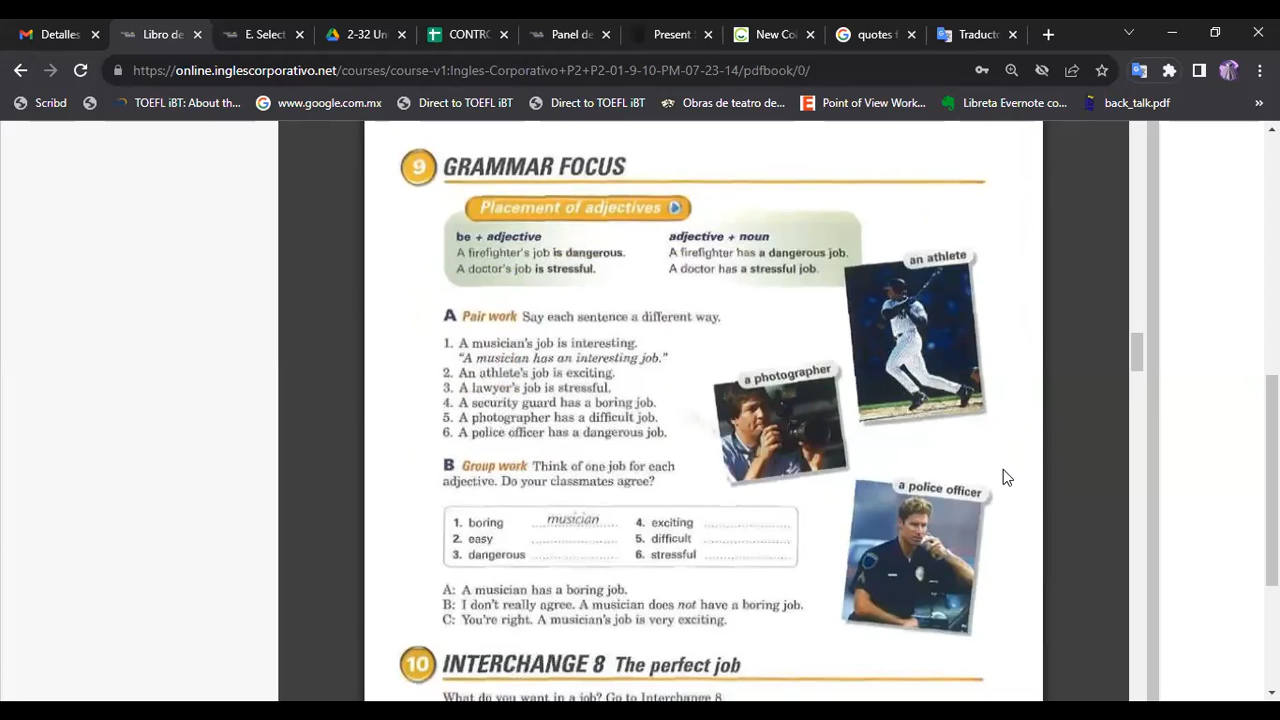 Detalles
Libro de
E. Select
2-32 Un
CONTRO
Panel de
Present
New Co
quotes f
Traducto
https://online.inglescorporativo.net/courses/course-v1:Ingles-Corporativo+P2+P2-01-9-10-PM-07-23-14/pdfbook/0/
Scribd
TOEFL iBT: About th...
www.google.com.mx
Direct to TOEFL iBT
Direct to TOEFL iBT
Obras de teatro de...
Point of View Work...
Libreta Evernote co...
back_talk.pdf
»
9 GRAMMAR FOCUS
Placement of adjectives
be + adjective
A firefighter's job is dangerous.
A doctor's job is stressful.
adjective + noun
A firefighter has a dangerous job.
A doctor has a stressful job.
an athlete
A Pair work Say each sentence a different way.
1. A musician's job is interesting.
"A musician has an interesting job."
2. An athlete's job is exciting.
3. A lawyer's job is stressful.
4. A security guard has a boring job.
5. A photographer has a difficult job.
6. A police officer has a dangerous job.
a photographer
B Group work Think of one job for each
adjective. Do your classmates agree?
a police officer
1. boring musician
2. easy
3. dangerous
4. exciting
5. difficult
6. stressful
A: A musician has a boring job.
B: I don't really agree. A musician does not have a boring job.
C: You're right. A musician's job is very exciting.
10 INTERCHANGE 8 The perfect job
What do you want in a job? Go to Interchange 8.